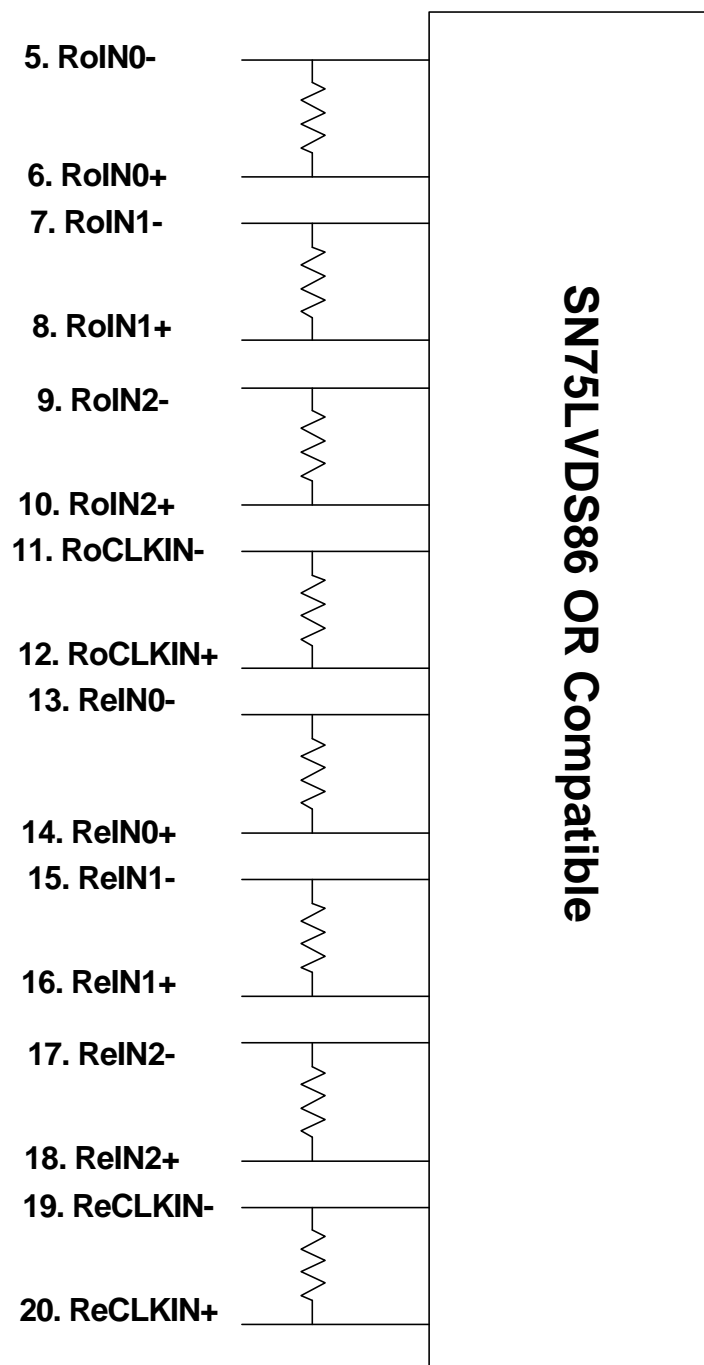 5. RoIN0-
6. RoIN0+
7. RoIN1-
8. RoIN1+
9. RoIN2-
10. RoIN2+
11. RoCLKIN-
12. RoCLKIN+
13. ReIN0-
14. ReIN0+
15. ReIN1-
16. ReIN1+
17. ReIN2-
18. ReIN2+
19. ReCLKIN-
20. ReCLKIN+
SN75LVDS86 OR Compatible